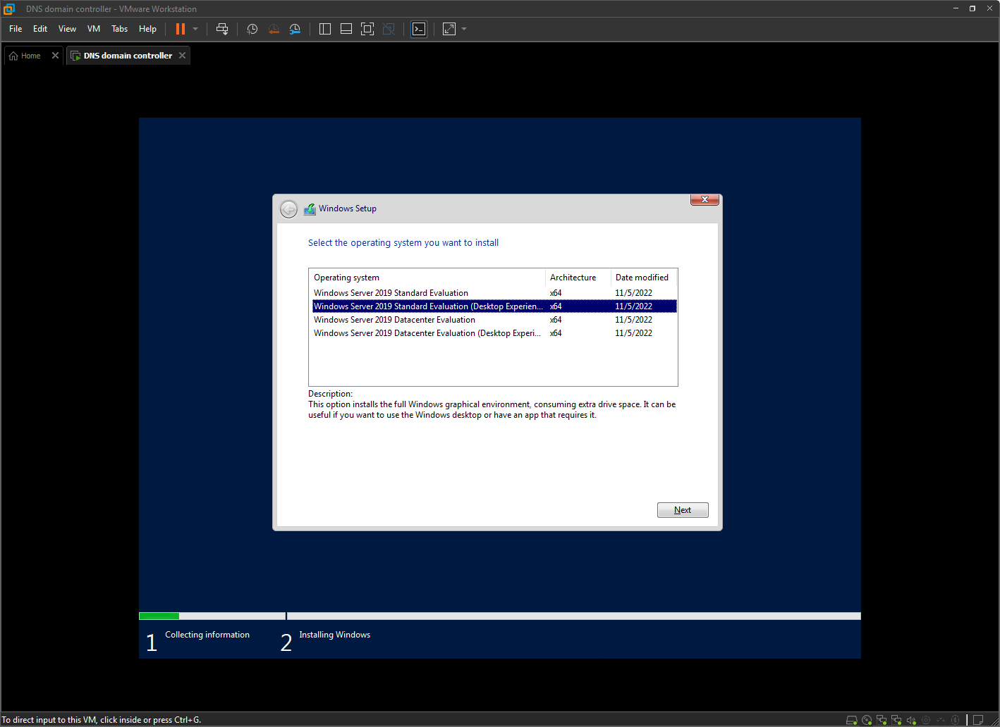 DNS domain controller - VMware Workstation
File Edit View VM Tabs Help
Home DNS domain controller
Windows Setup
Select the operating system you want to install
Operating system Architecture Date modified
Windows Server 2019 Standard Evaluation x64 11/5/2022
Windows Server 2019 Standard Evaluation (Desktop Experien... x64 11/5/2022
Windows Server 2019 Datacenter Evaluation x64 11/5/2022
Windows Server 2019 Datacenter Evaluation (Desktop Experi... x64 11/5/2022
Description:
This option installs the full Windows graphical environment, consuming extra drive space. It can be
useful if you want to use the Windows desktop or have an app that requires it.
Next
1 Collecting information 2 Installing Windows
To direct input to this VM, click inside or press Ctrl+G.